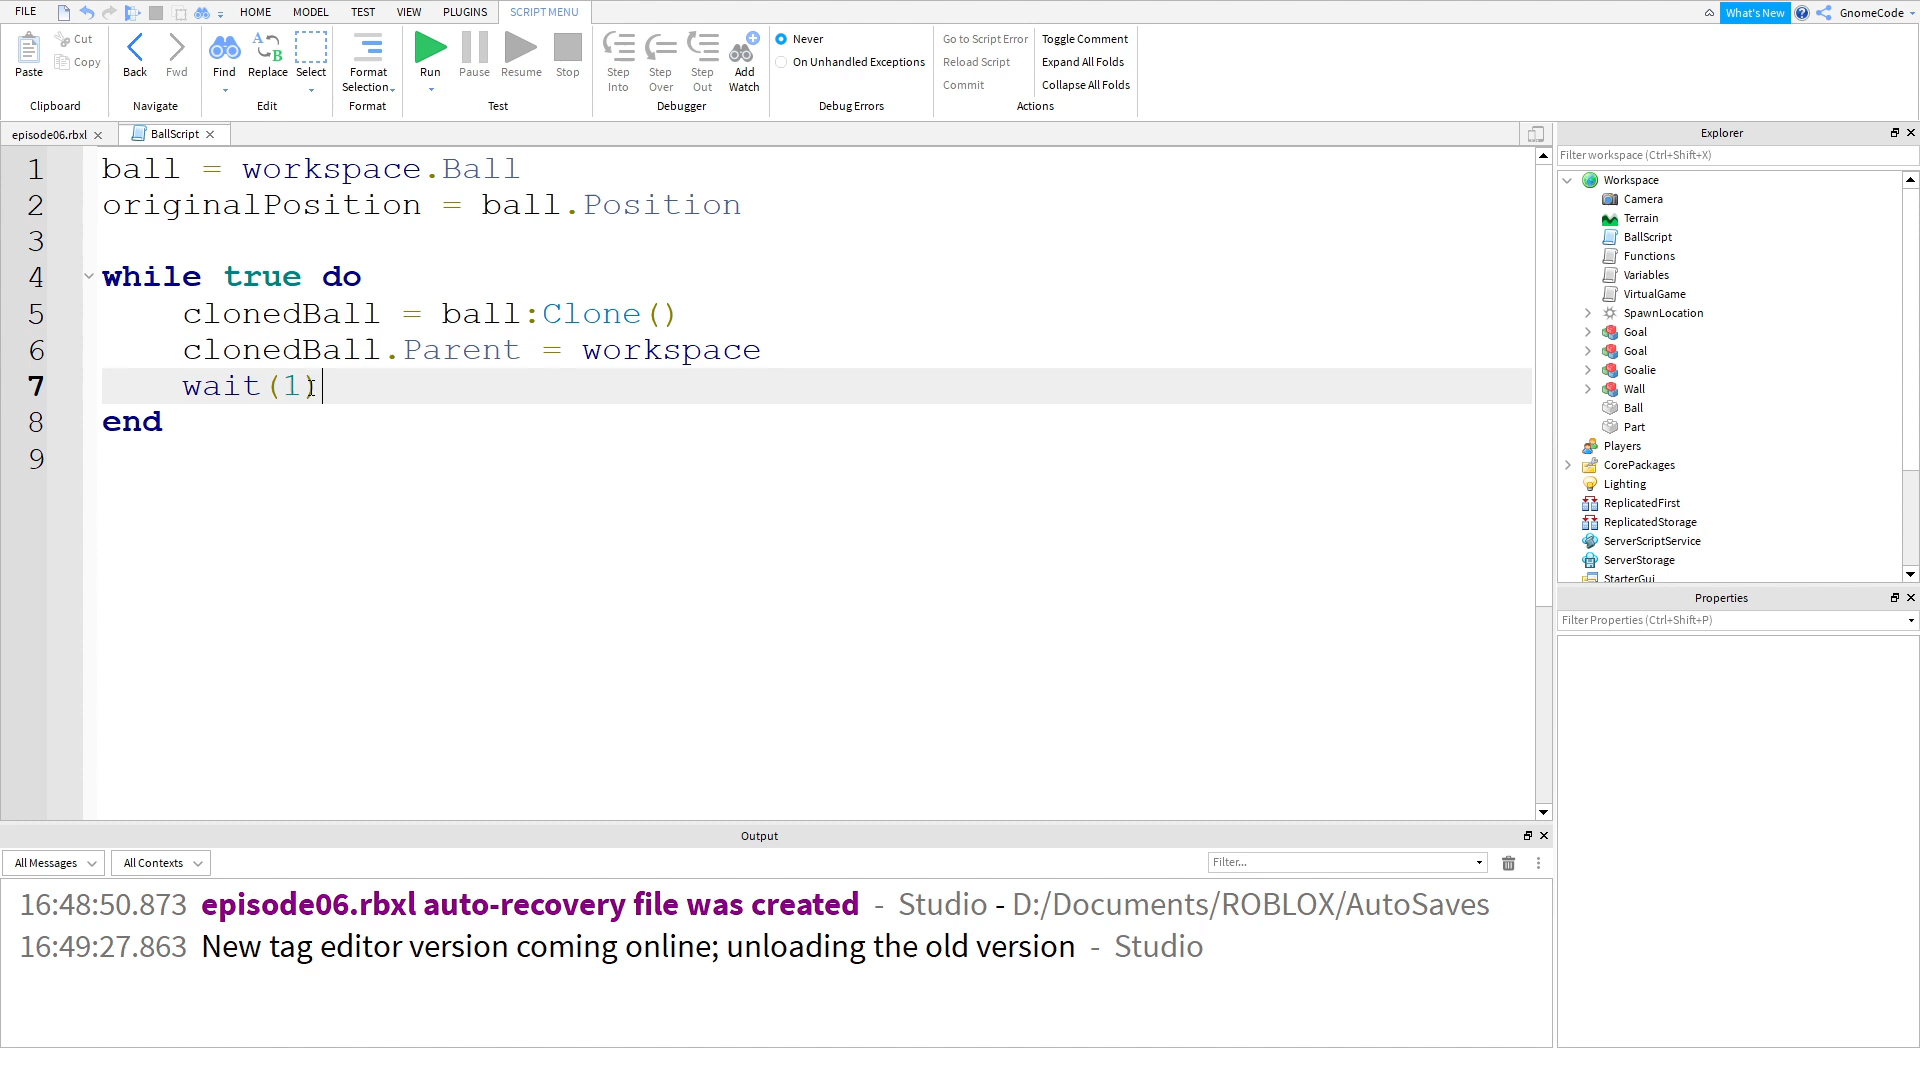 FILE HOME MODEL TEST VIEW PLUGINS SCRIPT MENU What's New GnomeCode
Paste Cut Copy
Clipboard
Back Fwd
Navigate
Find Replace Select
Edit
Format Selection
Format
Run Pause Resume Stop
Test
Step Into Step Over Step Out Add Watch
Debugger
Never
On Unhandled Exceptions
Debug Errors
Go to Script Error Toggle Comment
Reload Script Expand All Folds
Commit Collapse All Folds
Actions
episode06.rbxl BallScript
1 ball = workspace.Ball
2 originalPosition = ball.Position
3
4 while true do
5 clonedBall = ball:Clone()
6 clonedBall.Parent = workspace
7 wait(1)
8 end
9
Explorer
Filter workspace (Ctrl+Shift+X)
Workspace
Camera
Terrain
BallScript
Functions
Variables
VirtualGame
SpawnLocation
Goal
Goal
Goalie
Wall
Ball
Part
Players
CorePackages
Lighting
ReplicatedFirst
ReplicatedStorage
ServerScriptService
ServerStorage
StarterGui
Properties
Filter Properties (Ctrl+Shift+P)
Output
All Messages All Contexts Filter...
16:48:50.873 episode06.rbxl auto-recovery file was created - Studio - D:/Documents/ROBLOX/AutoSaves
16:49:27.863 New tag editor version coming online; unloading the old version - Studio